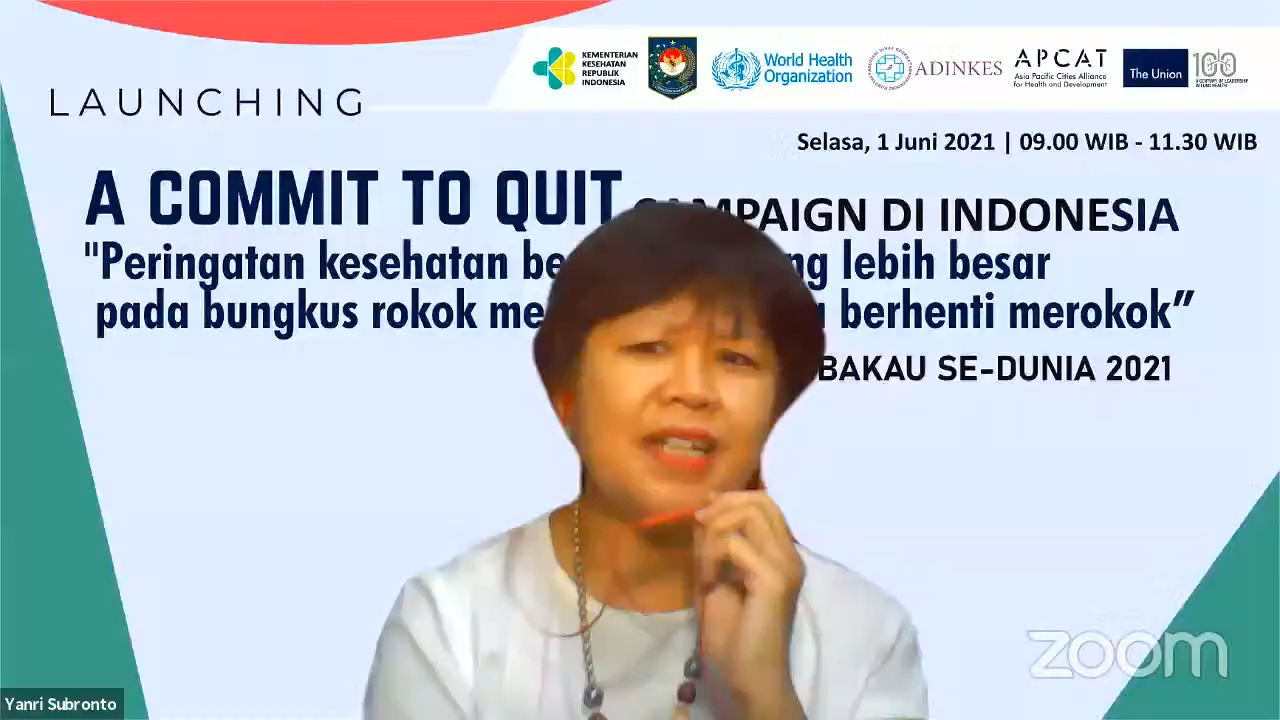 KEMENTERIAN
KESEHATAN
REPUBLIK
INDONESIA
World Health
Organization
ADINKES
APCAT
Asia Pacific Cities Alliance
for Health and Development
The Union
100
LAUNCHING
Selasa, 1 Juni 2021 | 09.00 WIB - 11.30 WIB
A COMMIT TO QUIT CAMPAIGN DI INDONESIA
"Peringatan kesehatan be ng lebih besar
pada bungkus rokok me berhenti merokok”
BAKAU SE-DUNIA 2021
zoom
Yanri Subronto